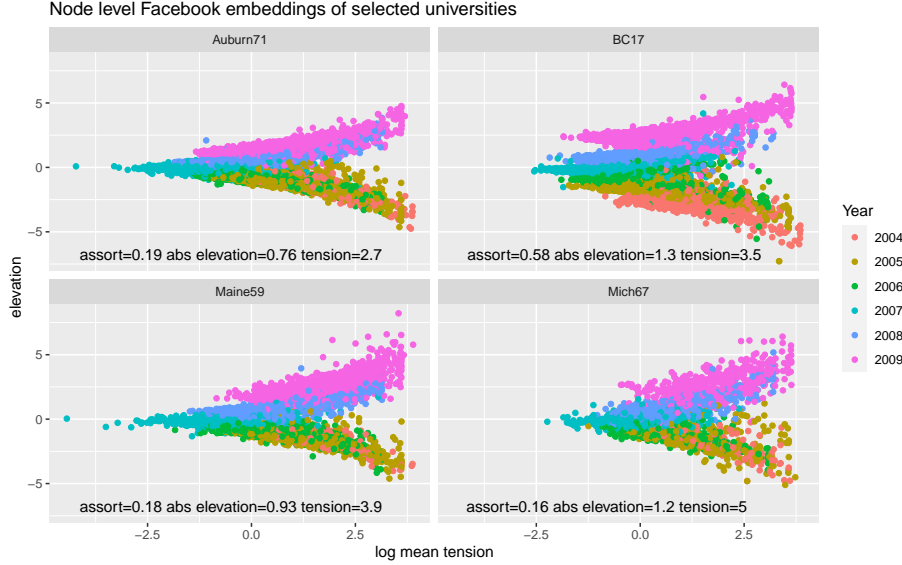 Node level Facebook embeddings of selected universities
Auburn71
BC17
5
0
−5
assort=0.19 abs elevation=0.76 tension=2.7
assort=0.58 abs elevation=1.3 tension=3.5
Maine59
Mich67
5
0
−5
assort=0.18 abs elevation=0.93 tension=3.9
assort=0.16 abs elevation=1.2 tension=5
−2.5
0.0
2.5
−2.5
0.0
2.5
log mean tension
elevation
Year
2004
2005
2006
2007
2008
2009